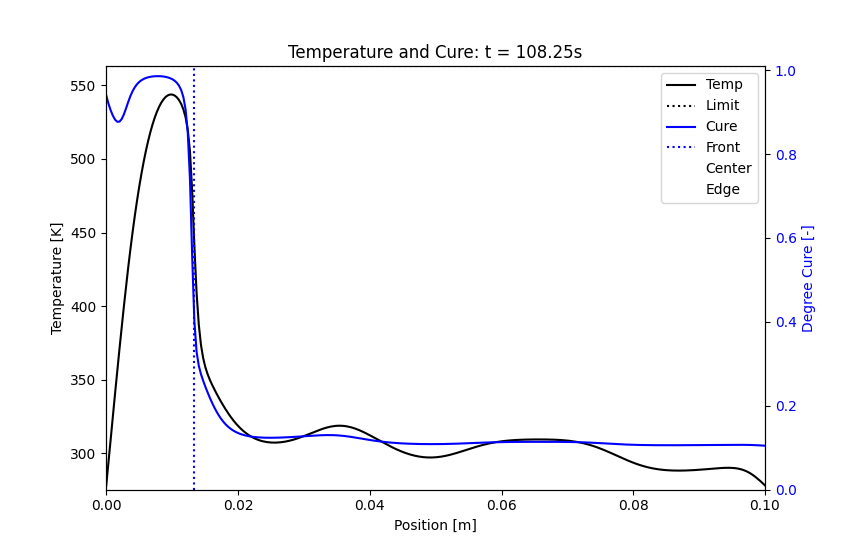 Temperature and Cure: t = 108.25s
550
500
450
400
350
300
Temperature [K]
1.0
0.8
0.6
0.4
0.2
0.0
Degree Cure [-]
Temp
Limit
Cure
Front
Center
Edge
0.00
0.02
0.04
0.06
0.08
0.10
Position [m]